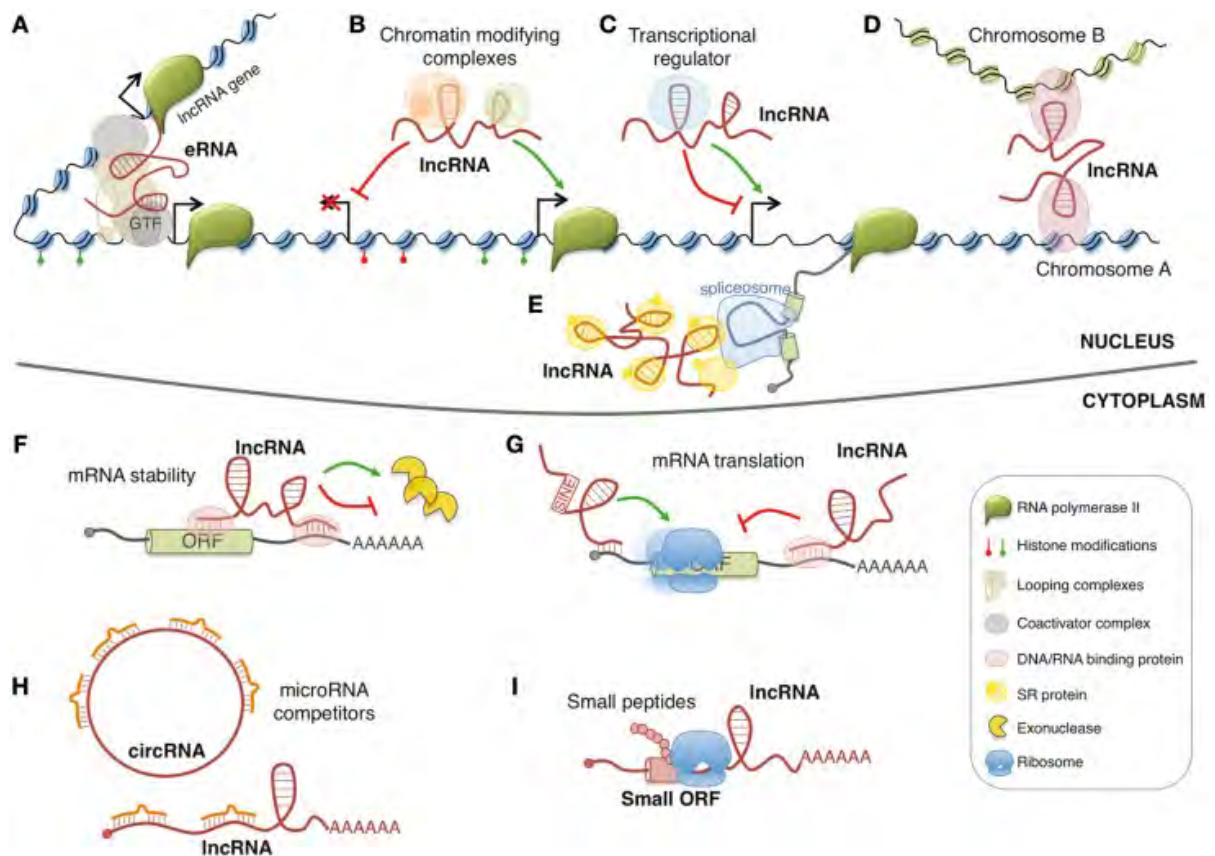 A
lncRNA gene
eRNA
GTF
B
Chromatin modifying
complexes
lncRNA
C
Transcriptional
regulator
lncRNA
D
Chromosome B
lncRNA
Chromosome A
E
spliceosome
lncRNA
NUCLEUS
CYTOPLASM
F
lncRNA
mRNA stability
ORF
AAAAAA
G
mRNA translation
lncRNA
SINE
ORF
AAAAAA
H
microRNA
competitors
circRNA
AAAAAA
lncRNA
I
Small peptides
lncRNA
AAAAAA
Small ORF
RNA polymerase II
Histone modifications
Looping complexes
Coactivator complex
DNA/RNA binding protein
SR protein
Exonuclease
Ribosome